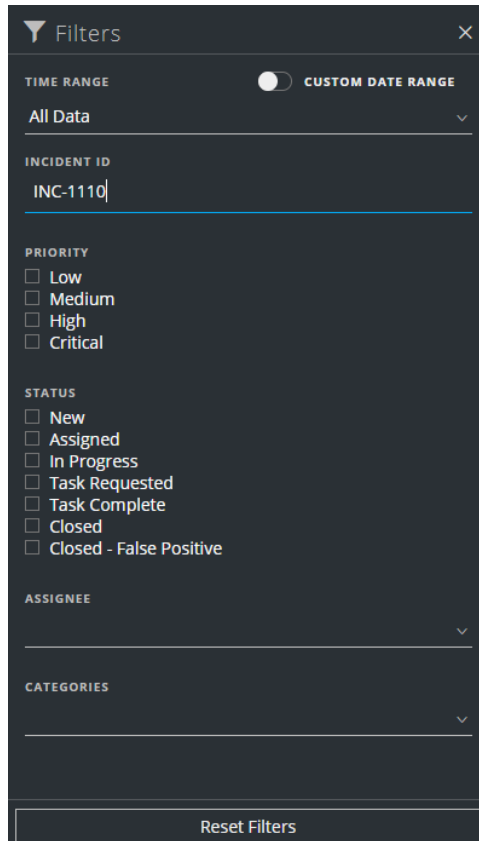 Filters
TIME RANGE CUSTOM DATE RANGE
All Data
INCIDENT ID
INC-1110
PRIORITY
Low
Medium
High
Critical
STATUS
New
Assigned
In Progress
Task Requested
Task Complete
Closed
Closed - False Positive
ASSIGNEE
CATEGORIES
Reset Filters